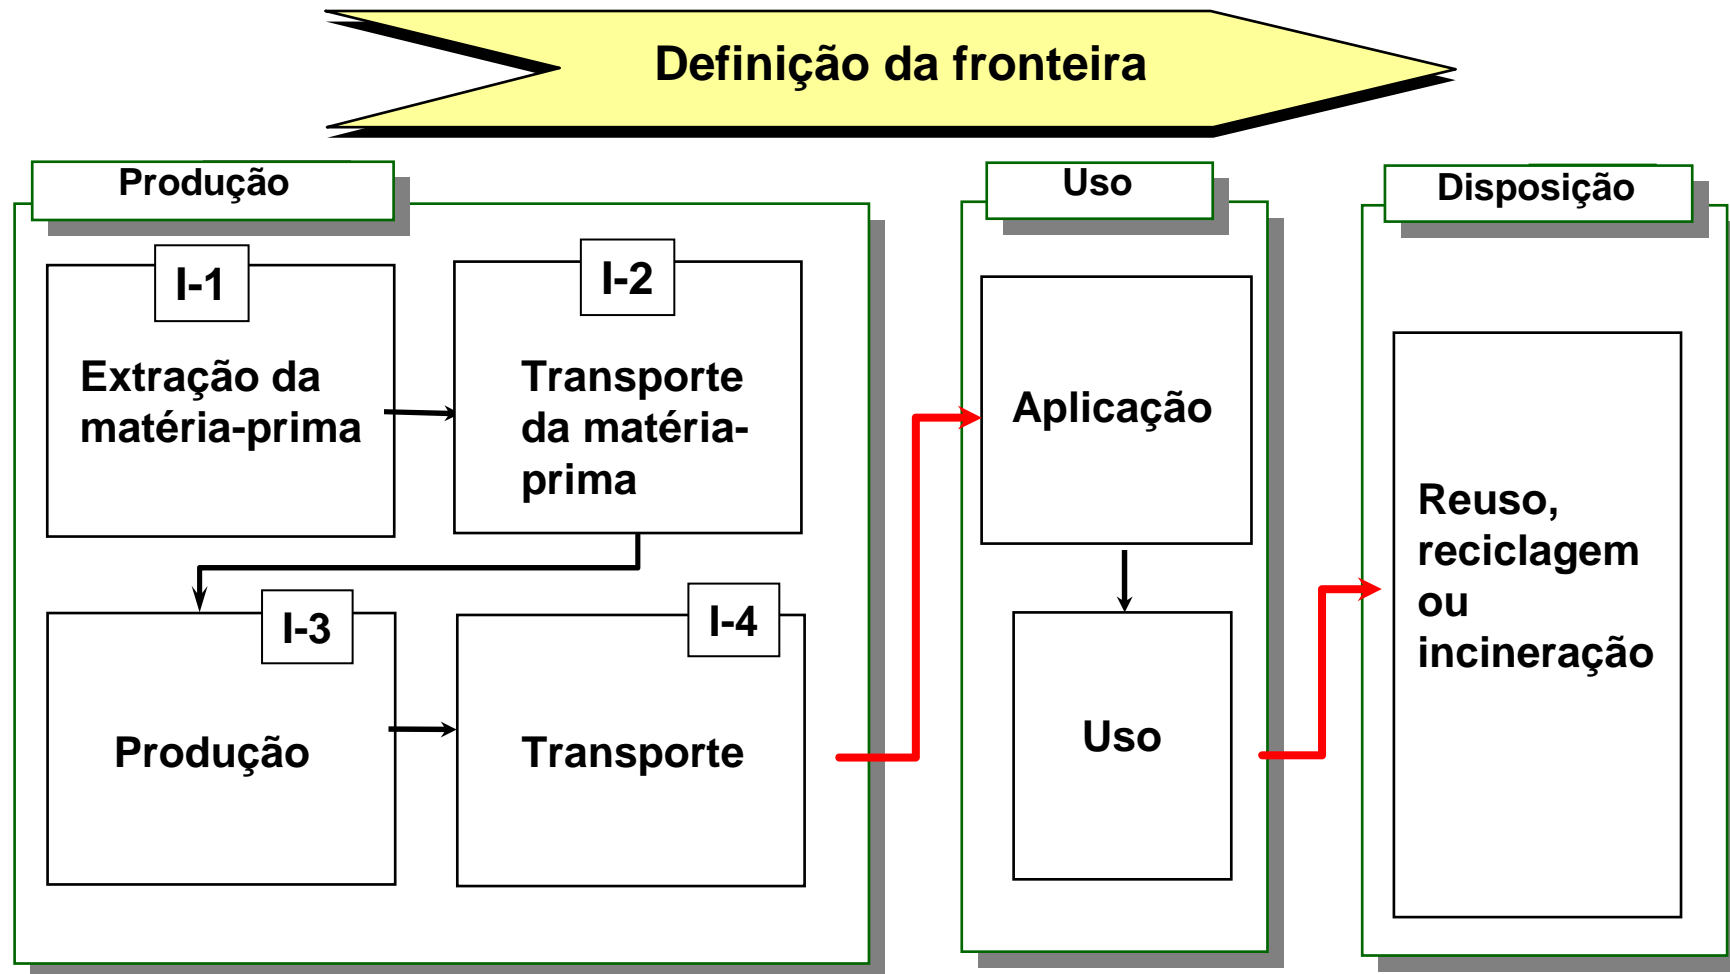 Definição da fronteira
Produção
I-1
Extração da
matéria-prima
I-2
Transporte
da matéria-
prima
I-3
Produção
I-4
Transporte
Uso
Aplicação
Uso
Disposição
Reuso,
reciclagem
ou
incineração